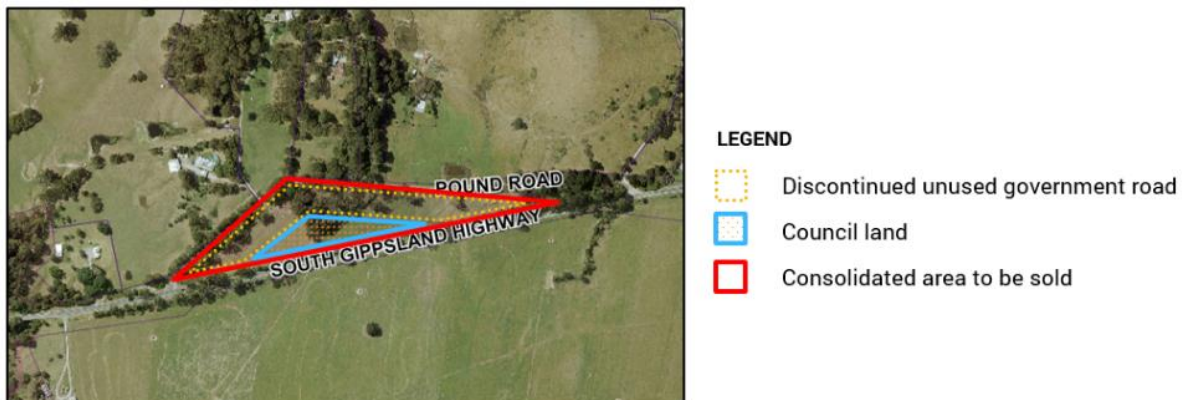 POUND ROAD
SOUTH GIPPSLAND HIGHWAY
LEGEND
Discontinued unused government road
Council land
Consolidated area to be sold